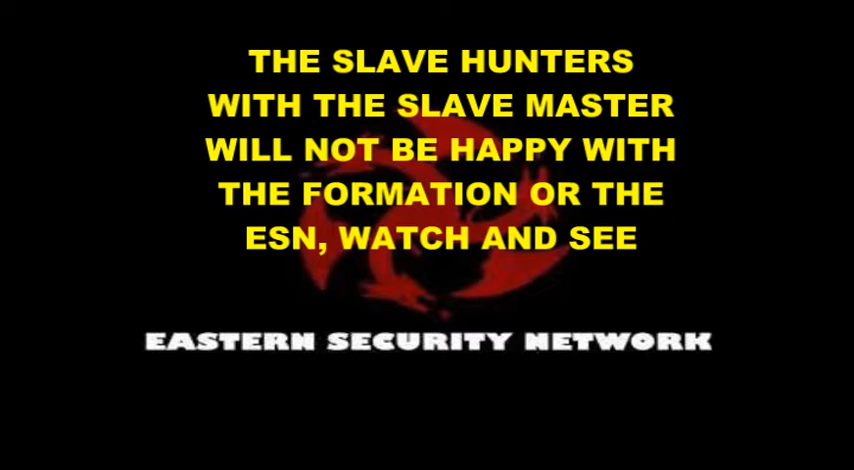 THE SLAVE HUNTERS
WITH THE SLAVE MASTER
WILL NOT BE HAPPY WITH
THE FORMATION OR THE
ESN, WATCH AND SEE
EASTERN SECURITY NETWORK